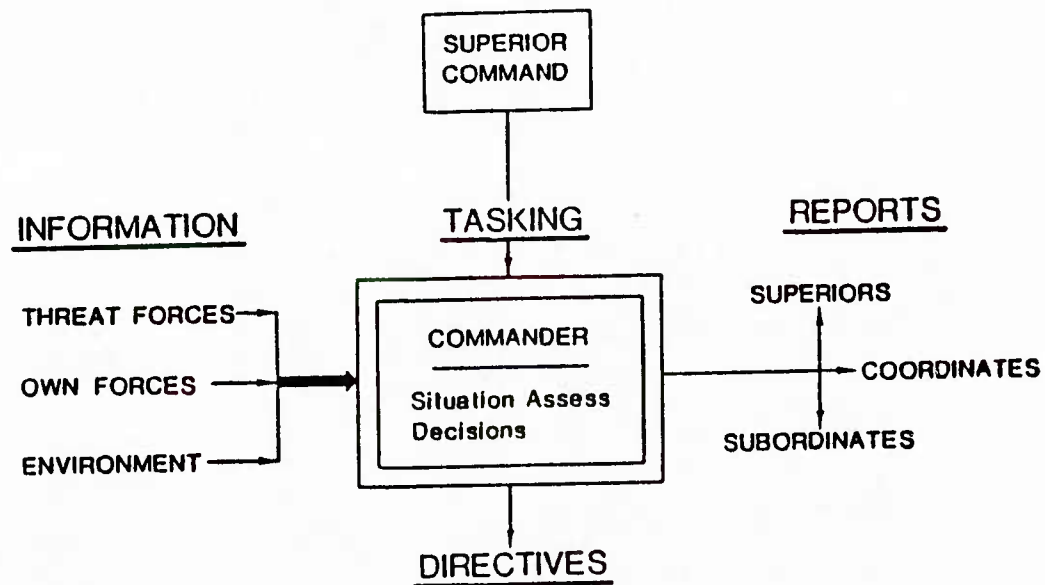 SUPERIOR
COMMAND
INFORMATION
TASKING
REPORTS
THREAT FORCES
OWN FORCES
ENVIRONMENT
COMMANDER
Situation Assess
Decisions
SUPERIORS
COORDINATES
SUBORDINATES
DIRECTIVES